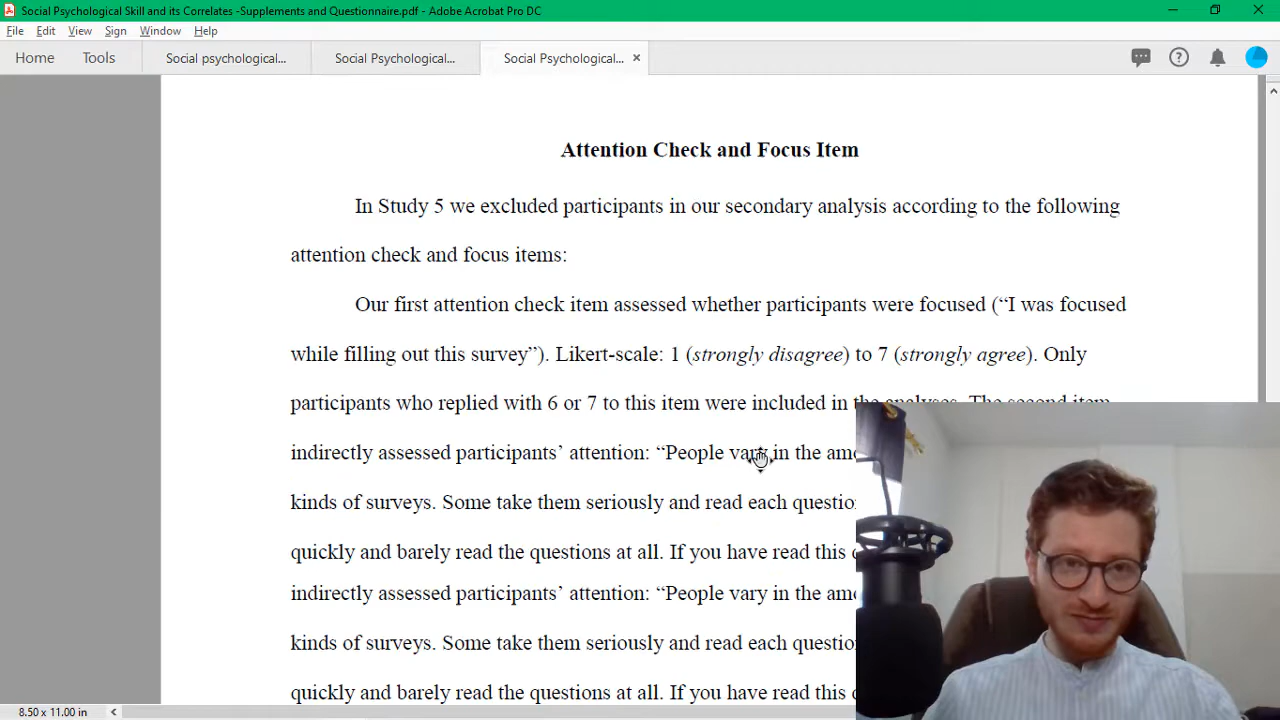 Social Psychological Skill and its Correlates -Supplements and Questionnaire.pdf - Adobe Acrobat Pro DC
File Edit View Sign Window Help
Home Tools Social psychological... Social Psychological... Social Psychological...
Attention Check and Focus Item
In Study 5 we excluded participants in our secondary analysis according to the following
attention check and focus items:
Our first attention check item assessed whether participants were focused (“I was focused
while filling out this survey”). Likert-scale: 1 (strongly disagree) to 7 (strongly agree). Only
participants who replied with 6 or 7 to this item were included in the analyses. The second item
indirectly assessed participants’ attention: “People vary in the
kinds of surveys. Some take them seriously and read each
quickly and barely read the questions at all. If you have read this
indirectly assessed participants’ attention: “People vary in the
kinds of surveys. Some take them seriously and read each
quickly and barely read the questions at all. If you have read this
8.50 x 11.00 in